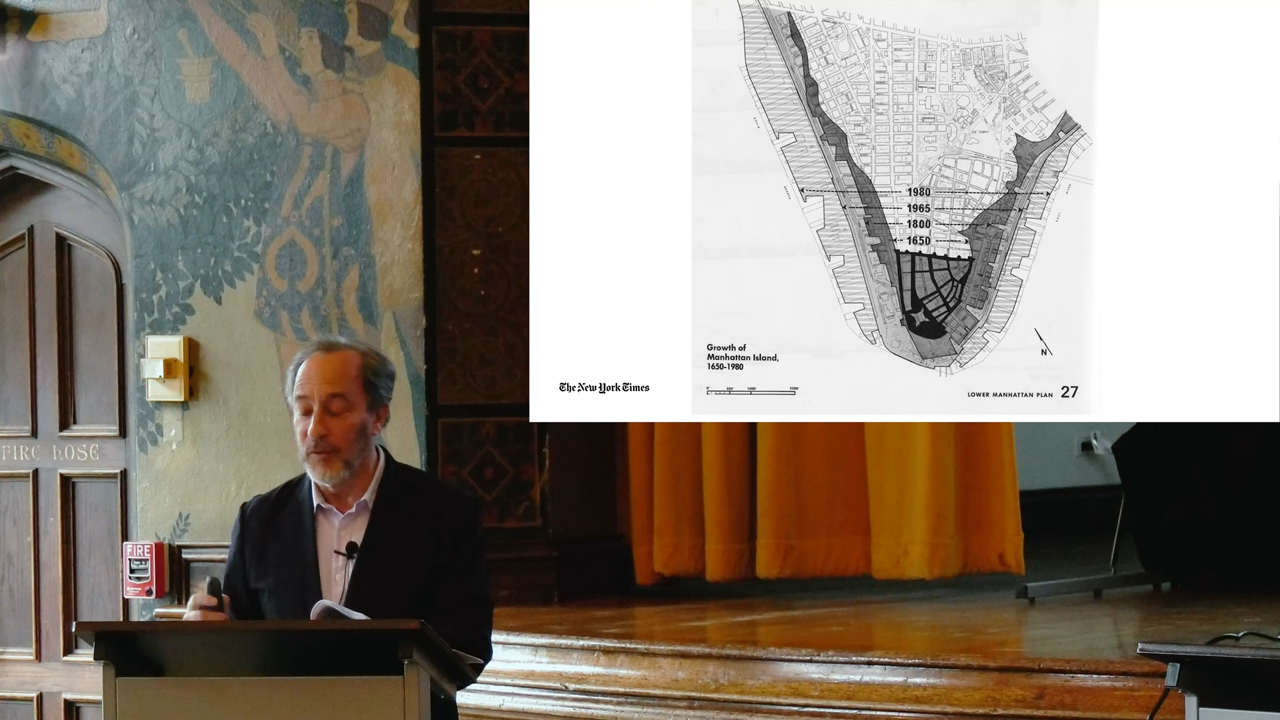 1980
1965
1800
1650
Growth of
Manhattan Island,
1650-1980
N
The New York Times
LOWER MANHATTAN PLAN 27
FIRE HOSE
FIRE